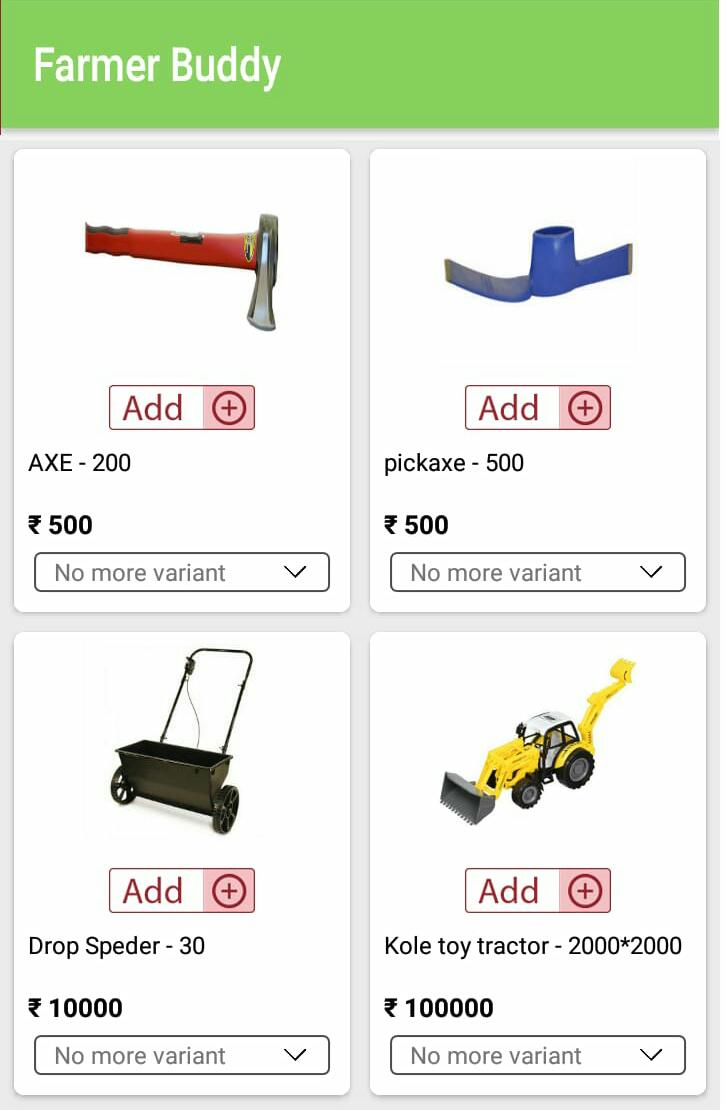 Farmer Buddy
Add
Add
AXE - 200
pickaxe - 500
₹ 500
₹ 500
No more variant
No more variant
Add
Add
Drop Speder - 30
Kole toy tractor - 2000*2000
₹ 10000
₹ 100000
No more variant
No more variant